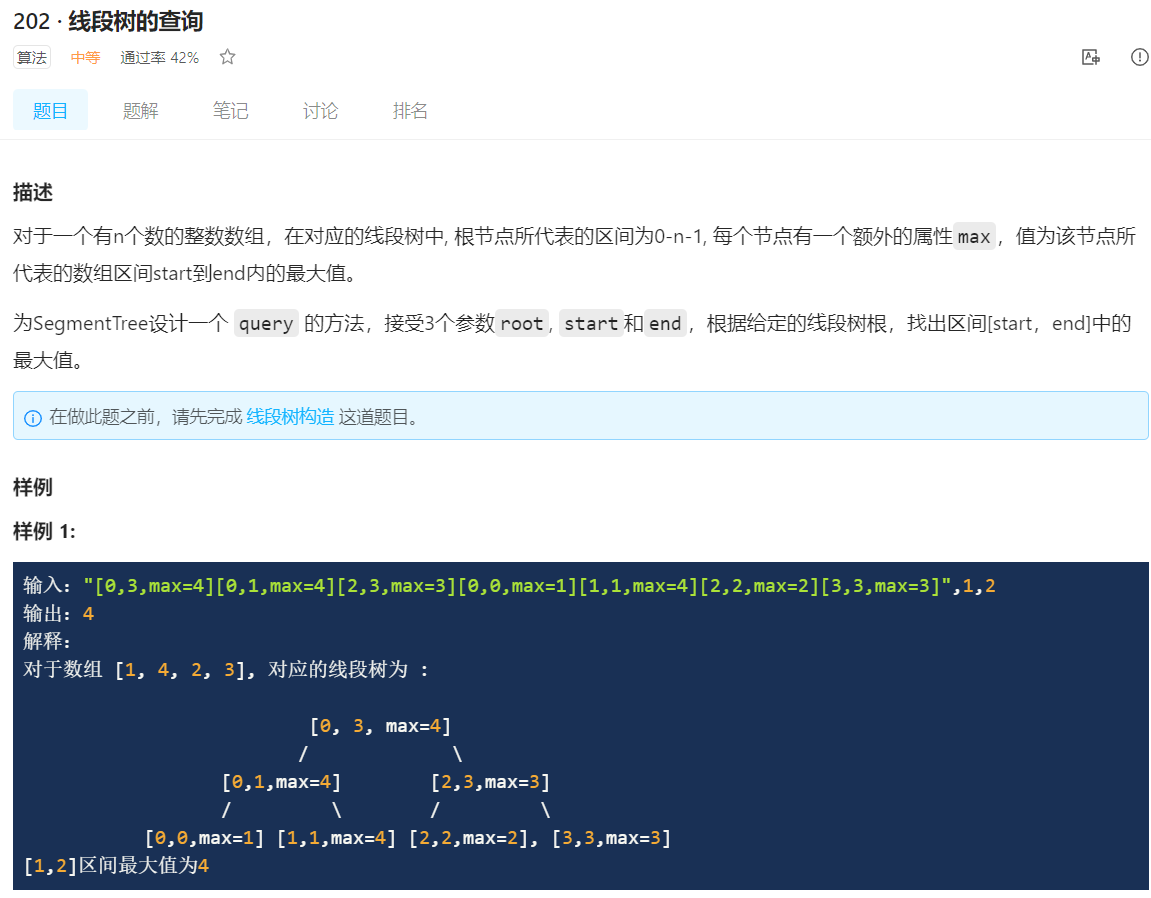 202 · 线段树的查询
算法 中等 通过率 42%
题目 题解 笔记 讨论 排名
描述
对于一个有n个数的整数数组，在对应的线段树中, 根节点所代表的区间为0-n-1, 每个节点有一个额外的属性max，值为该节点所
代表的数组区间start到end内的最大值。
为SegmentTree设计一个 query 的方法，接受3个参数root, start和end，根据给定的线段树根，找出区间[start，end]中的
最大值。
在做此题之前，请先完成 线段树构造 这道题目。
样例
样例 1:
输入："[0,3,max=4][0,1,max=4][2,3,max=3][0,0,max=1][1,1,max=4][2,2,max=2][3,3,max=3]",1,2
输出：4
解释：
对于数组 [1, 4, 2, 3], 对应的线段树为 :
[0, 3, max=4]
/ \
[0,1,max=4] [2,3,max=3]
/ \ / \
[0,0,max=1] [1,1,max=4] [2,2,max=2], [3,3,max=3]
[1,2]区间最大值为4